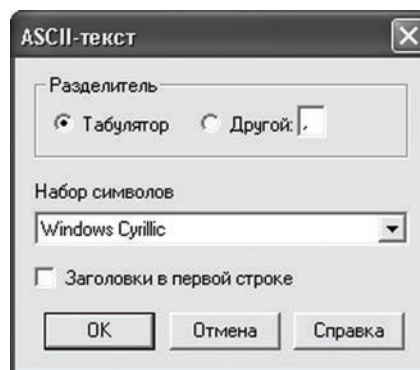 ASCII-текст
Разделитель
Табулятор Другой: ,
Набор символов
Windows Cyrillic
Заголовки в первой строке
OK Отмена Справка